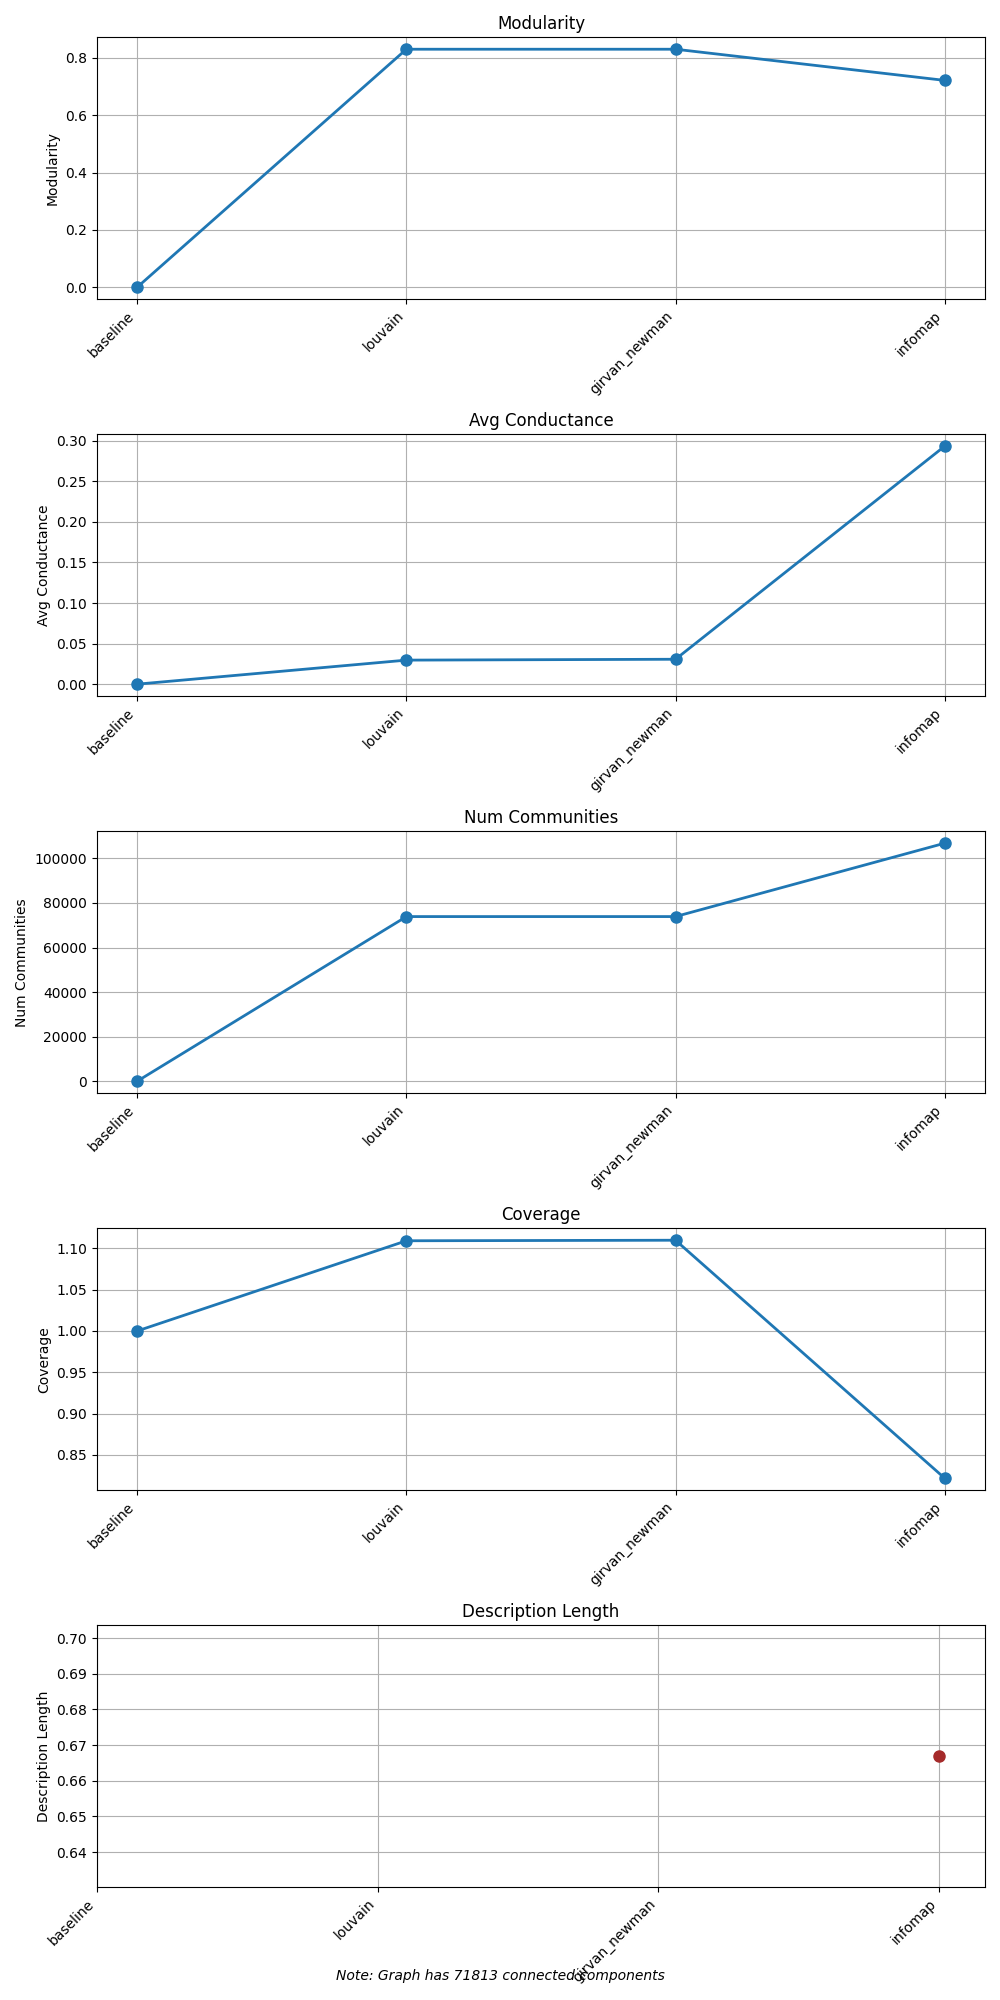 Modularity
Modularity
0.8
0.6
0.4
0.2
0.0
baseline
louvain
girvan_newman
infomap
Avg Conductance
Avg Conductance
0.30
0.25
0.20
0.15
0.10
0.05
0.00
baseline
louvain
girvan_newman
infomap
Num Communities
Num Communities
100000
80000
60000
40000
20000
0
baseline
louvain
girvan_newman
infomap
Coverage
Coverage
1.10
1.05
1.00
0.95
0.90
0.85
baseline
louvain
girvan_newman
infomap
Description Length
Description Length
0.70
0.69
0.68
0.67
0.66
0.65
0.64
baseline
louvain
girvan_newman
infomap
Note: Graph has 71813 connected components